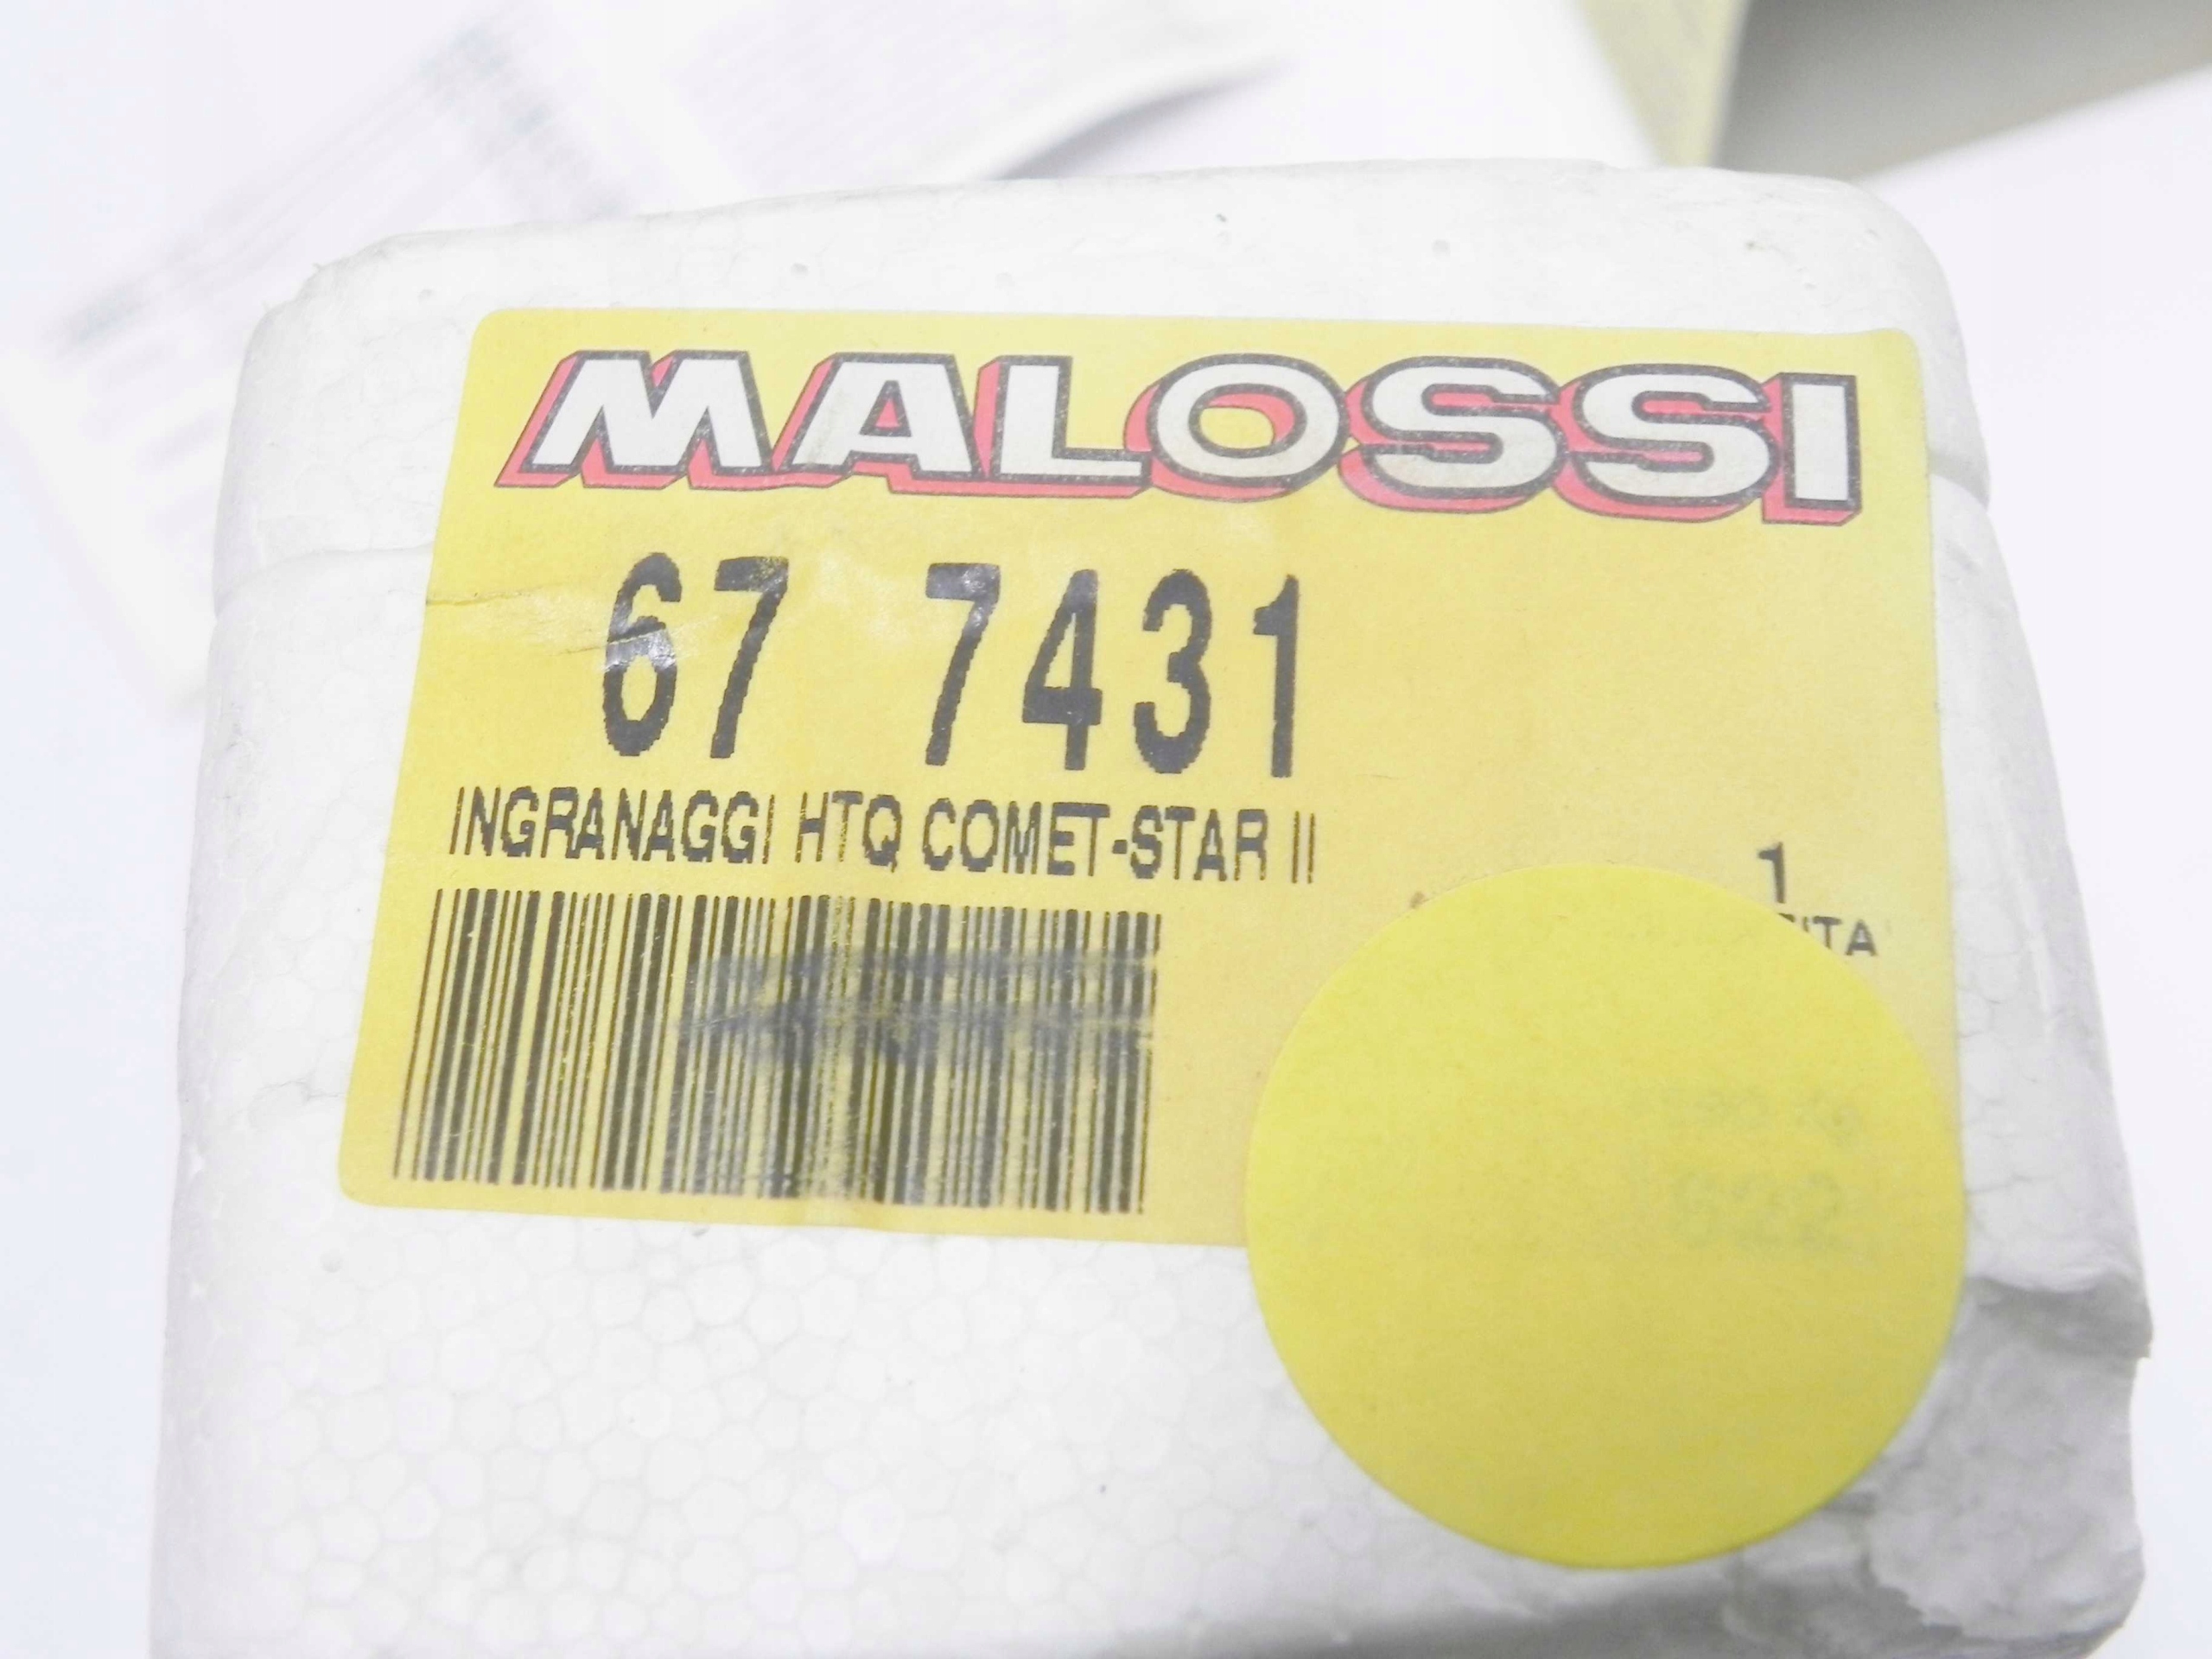 MALOSSI
67 7431
INGRANAGGI HTQ COMET-STAR II
1